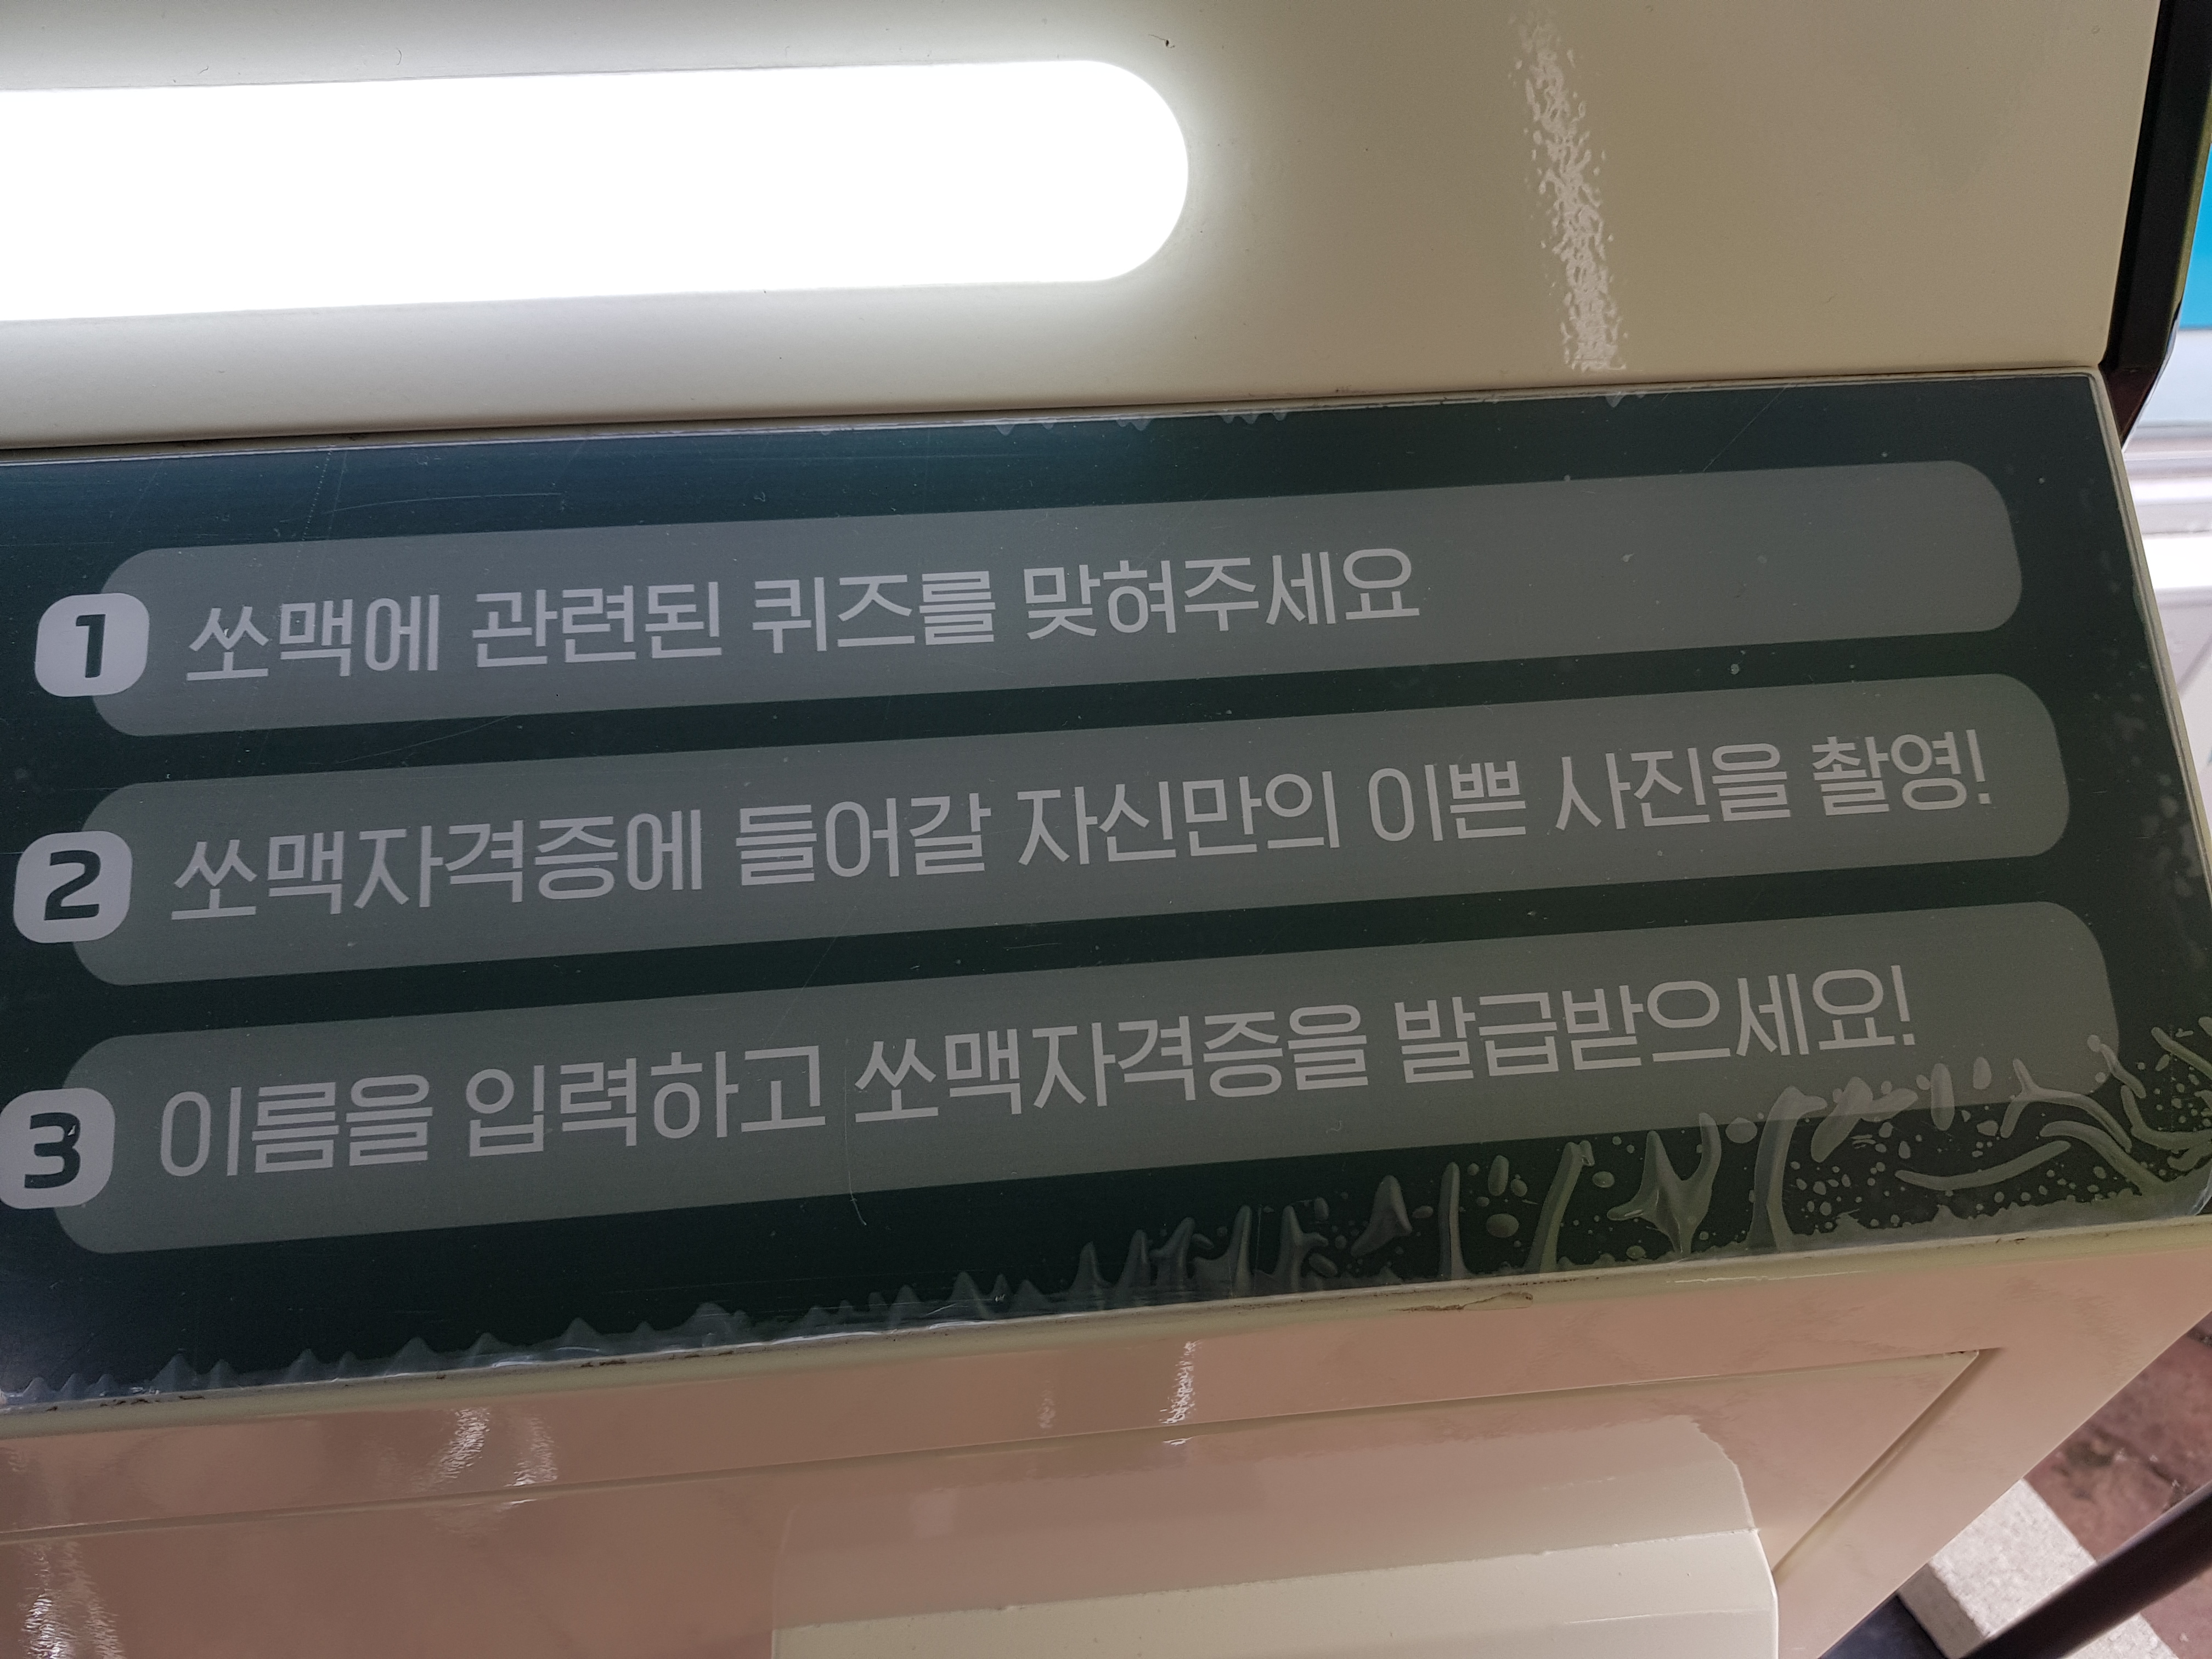 1 쏘맥에 관련된 퀴즈를 맞혀주세요
2 쏘맥자격증에 들어갈 자신만의 이쁜 사진을 촬영!
3 이름을 입력하고 쏘맥자격증을 발급받으세요!